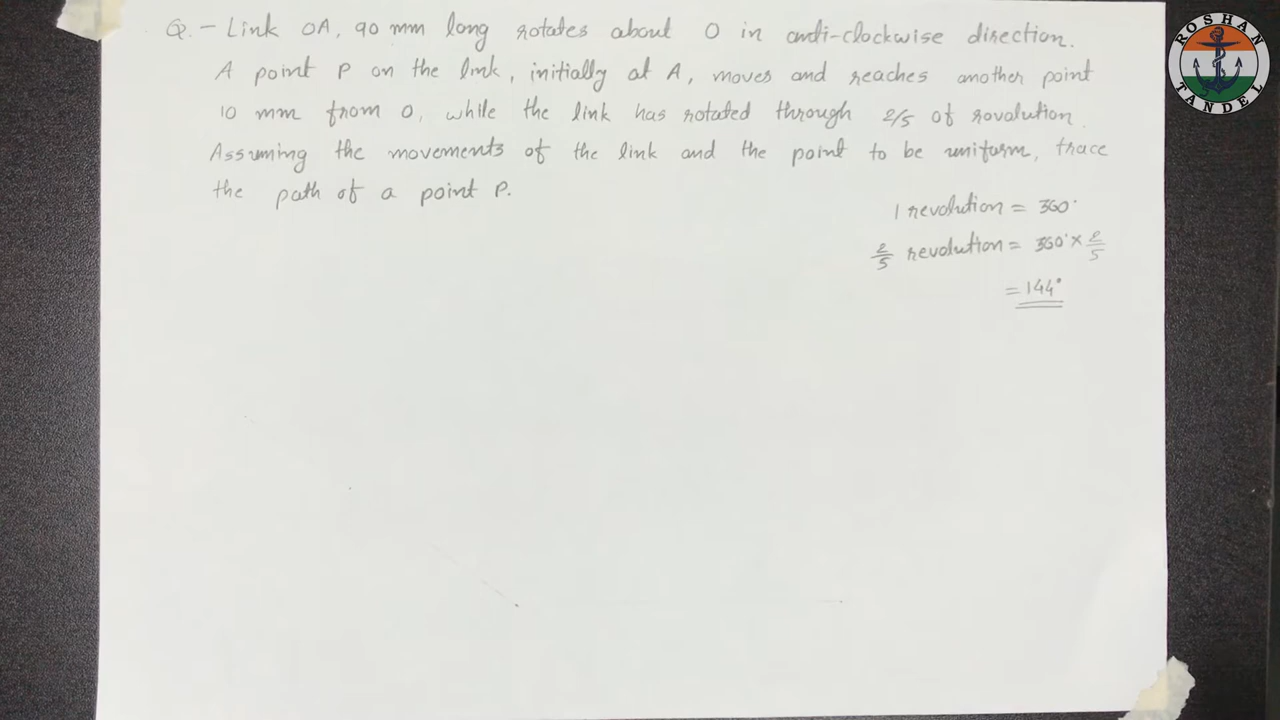 Q. - Link OA, 90 mm long rotates about O in anti-clockwise direction.
A point P on the link, initially at A, moves and reaches another point
10 mm from O, while the link has rotated through 2/5 of rovalution.
Assuming the movements of the link and the point to be uniform, trace
the path of a point P.
1 revolution = 360°
2/5 revolution = 360° × 2/5
= 144°
ROSHAN
TANDEL